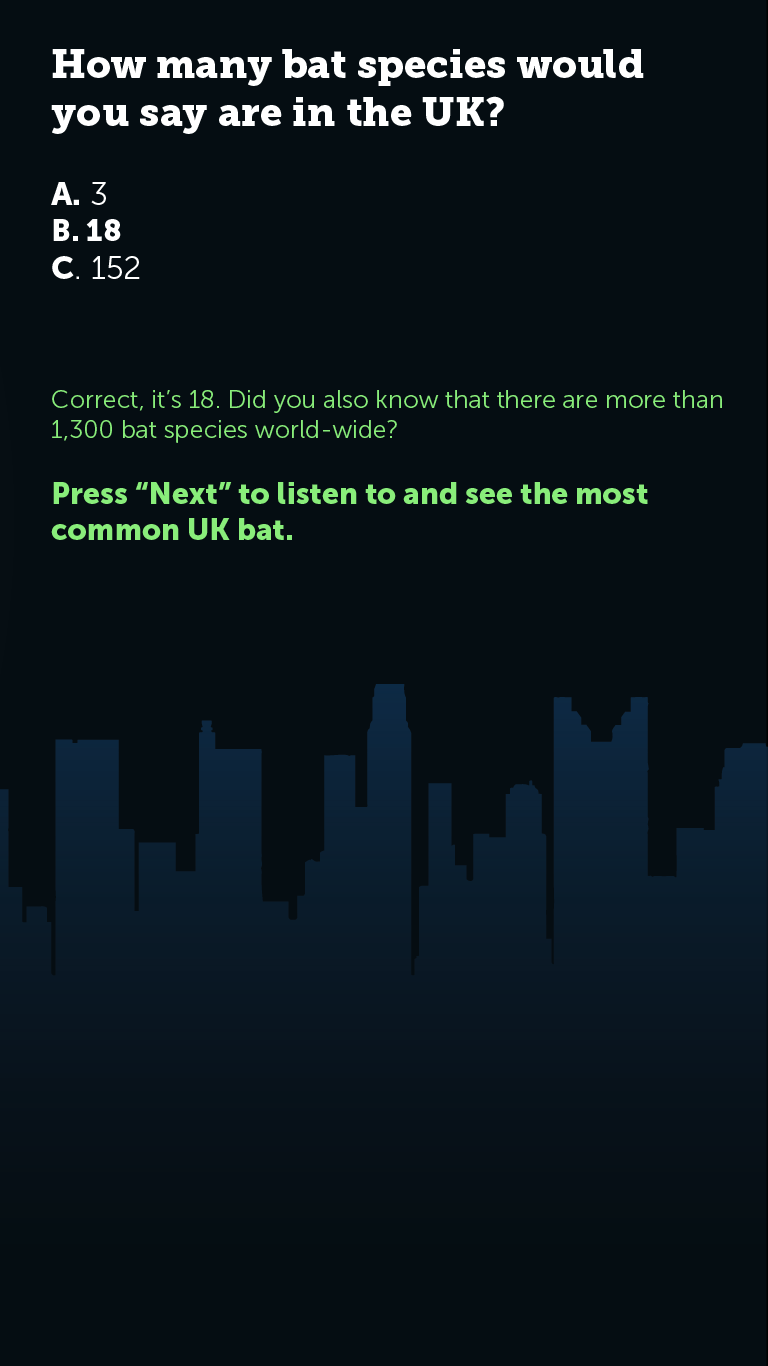 How many bat species would
you say are in the UK?
A. 3
B. 18
C. 152
Correct, it’s 18. Did you also know that there are more than
1,300 bat species world-wide?
Press “Next” to listen to and see the most
common UK bat.